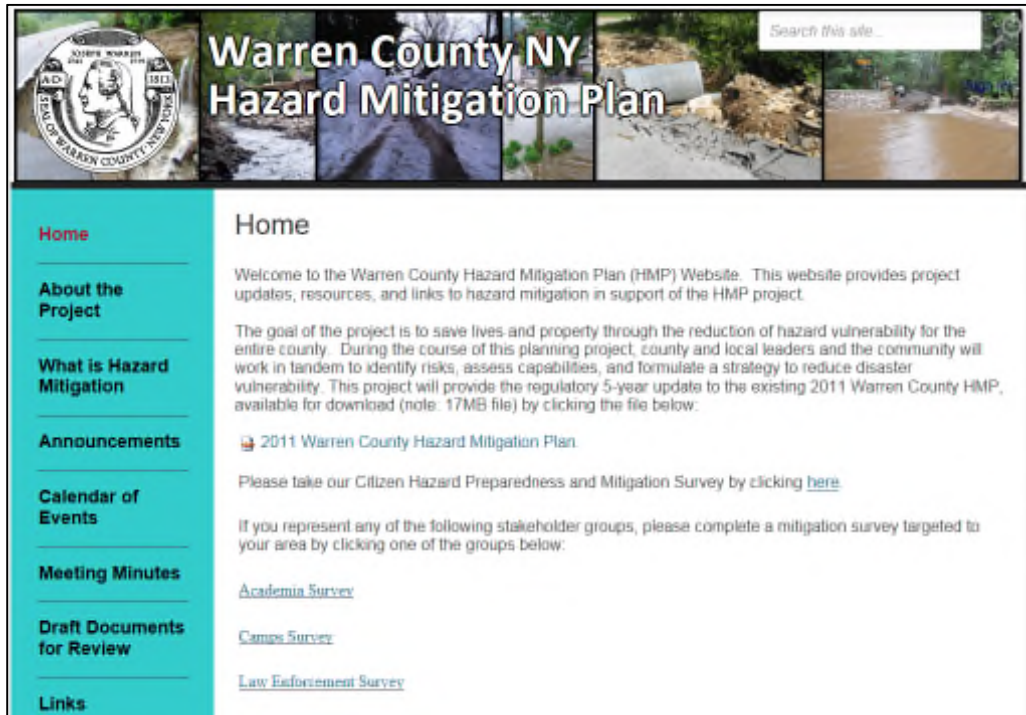 Search this site...
Warren County NY
Hazard Mitigation Plan
JOSEPH WARREN
A·D· 1813
SEAL OF WARREN COUNTY · NEW YORK
Home
About the
Project
What is Hazard
Mitigation
Announcements
Calendar of
Events
Meeting Minutes
Draft Documents
for Review
Links
Home
Welcome to the Warren County Hazard Mitigation Plan (HMP) Website. This website provides project
updates, resources, and links to hazard mitigation in support of the HMP project.
The goal of the project is to save lives and property through the reduction of hazard vulnerability for the
entire county. During the course of this planning project, county and local leaders and the community will
work in tandem to identify risks, assess capabilities, and formulate a strategy to reduce disaster
vulnerability. This project will provide the regulatory 5-year update to the existing 2011 Warren County HMP,
available for download (note: 17MB file) by clicking the file below:
2011 Warren County Hazard Mitigation Plan
Please take our Citizen Hazard Preparedness and Mitigation Survey by clicking here.
If you represent any of the following stakeholder groups, please complete a mitigation survey targeted to
your area by clicking one of the groups below:
Academia Survey
Camps Survey
Law Enforcement Survey